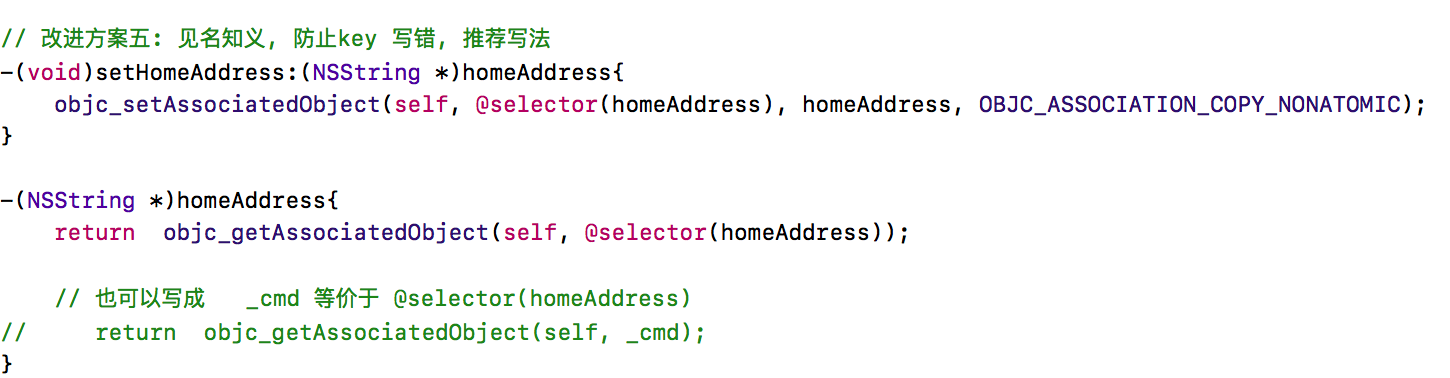 // 改进方案五: 见名知义, 防止key 写错, 推荐写法
-(void)setHomeAddress:(NSString *)homeAddress{
    objc_setAssociatedObject(self, @selector(homeAddress), homeAddress, OBJC_ASSOCIATION_COPY_NONATOMIC);
}
-(NSString *)homeAddress{
    return  objc_getAssociatedObject(self, @selector(homeAddress));
    // 也可以写成   _cmd 等价于 @selector(homeAddress)
//     return  objc_getAssociatedObject(self, _cmd);
}